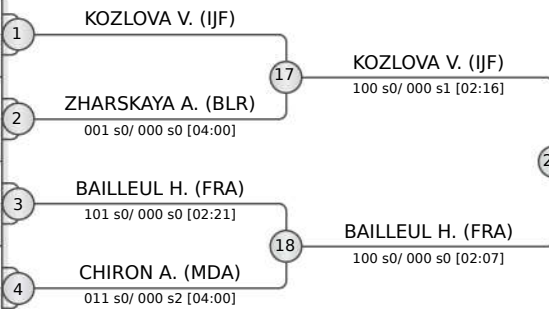 1
KOZLOVA V. (IJF)
17
KOZLOVA V. (IJF)
100 s0/ 000 s1 [02:16]
2
ZHARSKAYA A. (BLR)
001 s0/ 000 s0 [04:00]
3
BAILLEUL H. (FRA)
101 s0/ 000 s0 [02:21]
18
BAILLEUL H. (FRA)
100 s0/ 000 s0 [02:07]
4
CHIRON A. (MDA)
011 s0/ 000 s2 [04:00]